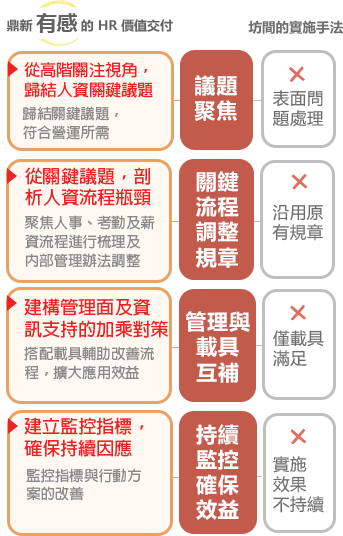 鼎新 有感 的 HR 價值交付
坊間的實施手法
從高階關注視角，
歸結人資關鍵議題
歸結關鍵議題，
符合營運所需
議題
聚焦
表面問
題處理
從關鍵議題，剖
析人資流程瓶頸
聚焦人事、考勤及薪
資流程進行梳理及
內部管理辦法調整
關鍵
流程
調整
規章
沿用原
有規章
建構管理面及資
訊支持的加乘對策
搭配載具輔助改善流
程，擴大應用效益
管理與
載具
互補
僅載具
滿足
建立監控指標，
確保持續因應
監控指標與行動方
案的改善
持續
監控
確保
效益
實施
效果
不持續